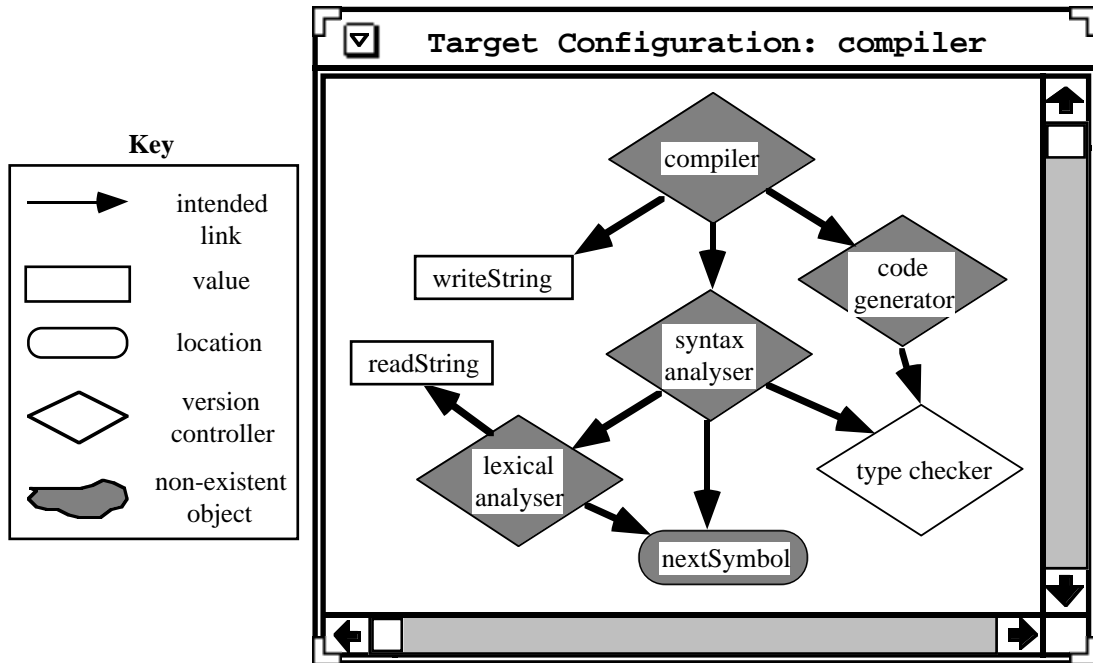 Target Configuration: compiler
Key
intended
link
value
location
version
controller
non-existent
object
compiler
writeString
code
generator
syntax
analyser
readString
lexical
analyser
type checker
nextSymbol